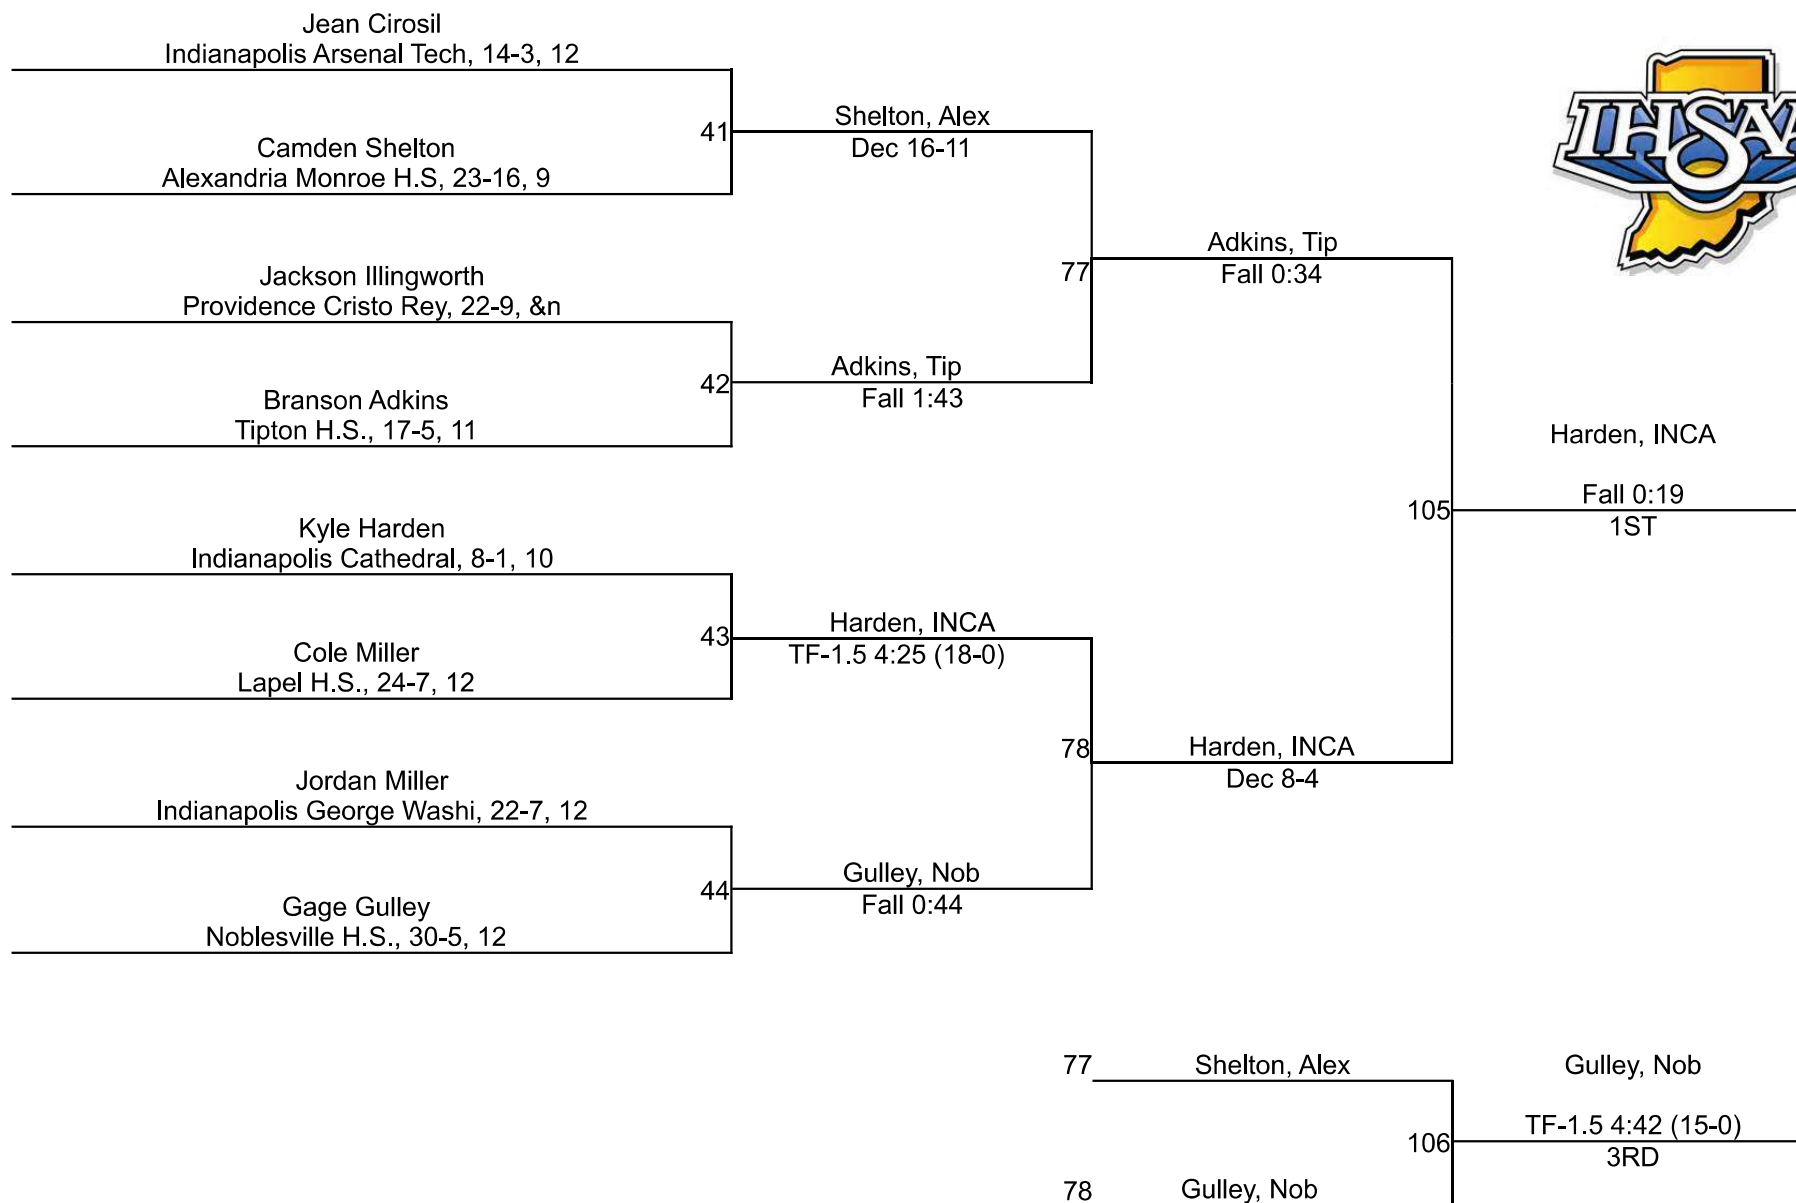 Jean Cirosil
Indianapolis Arsenal Tech, 14-3, 12
41
Camden Shelton
Alexandria Monroe H.S, 23-16, 9
Shelton, Alex
Dec 16-11
IHSAA
Jackson Illingworth
Providence Cristo Rey, 22-9, &n
42
Branson Adkins
Tipton H.S., 17-5, 11
Adkins, Tip
Fall 1:43
77
Adkins, Tip
Fall 0:34
Kyle Harden
Indianapolis Cathedral, 8-1, 10
43
Cole Miller
Lapel H.S., 24-7, 12
Harden, INCA
TF-1.5 4:25 (18-0)
105
Harden, INCA
Fall 0:19
1ST
Jordan Miller
Indianapolis George Washi, 22-7, 12
44
Gage Gulley
Noblesville H.S., 30-5, 12
Gulley, Nob
Fall 0:44
78
Harden, INCA
Dec 8-4
77
Shelton, Alex
106
Gulley, Nob
TF-1.5 4:42 (15-0)
3RD
78
Gulley, Nob